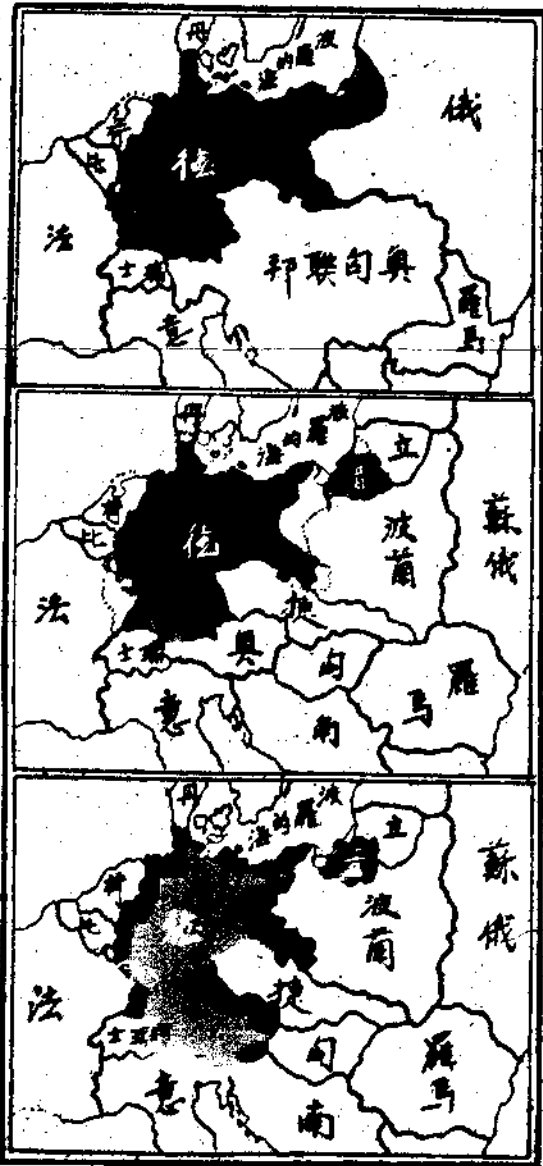 丹
波羅的海
俄
荷
比
德
法
瑞士
奧匈聯邦
羅馬
意
丹
波羅的海
立
荷
比
德
波蘭
蘇俄
捷
法
瑞士
奧
匈
羅馬
意
南
丹
波羅的海
立
荷
比
波蘭
蘇俄
捷
法
瑞士
匈
羅馬
意
南